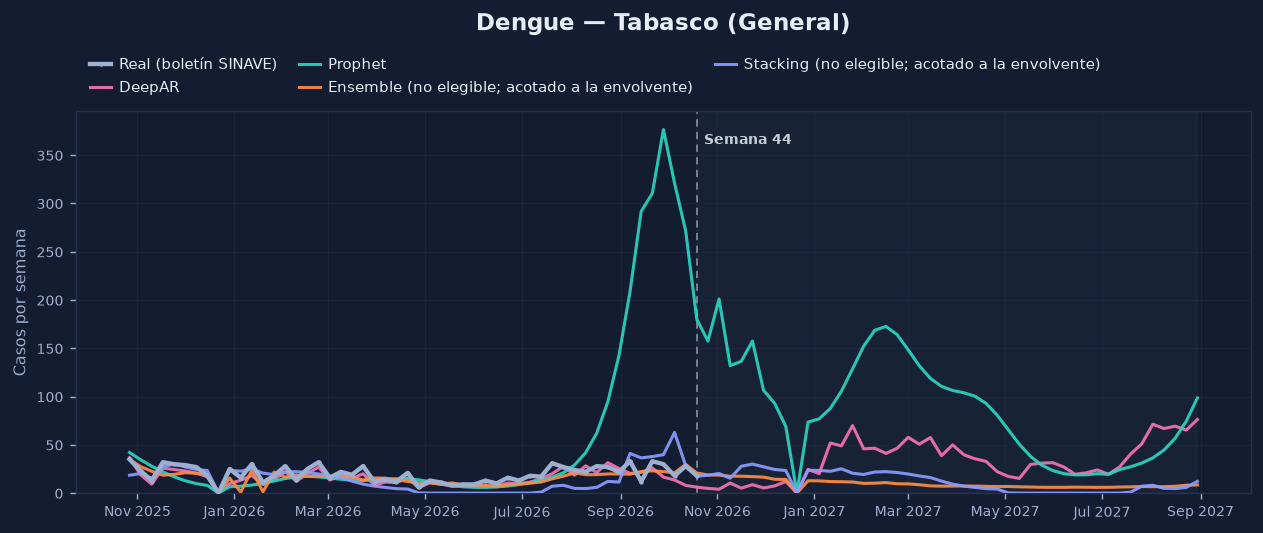 Dengue — Tabasco (General)
Real (boletín SINAVE)
Prophet
Stacking (no elegible; acotado a la envolvente)
DeepAR
Ensemble (no elegible; acotado a la envolvente)
Semana 44
Casos por semana
350
300
250
200
150
100
50
0
Nov 2025
Jan 2026
Mar 2026
May 2026
Jul 2026
Sep 2026
Nov 2026
Jan 2027
Mar 2027
May 2027
Jul 2027
Sep 2027